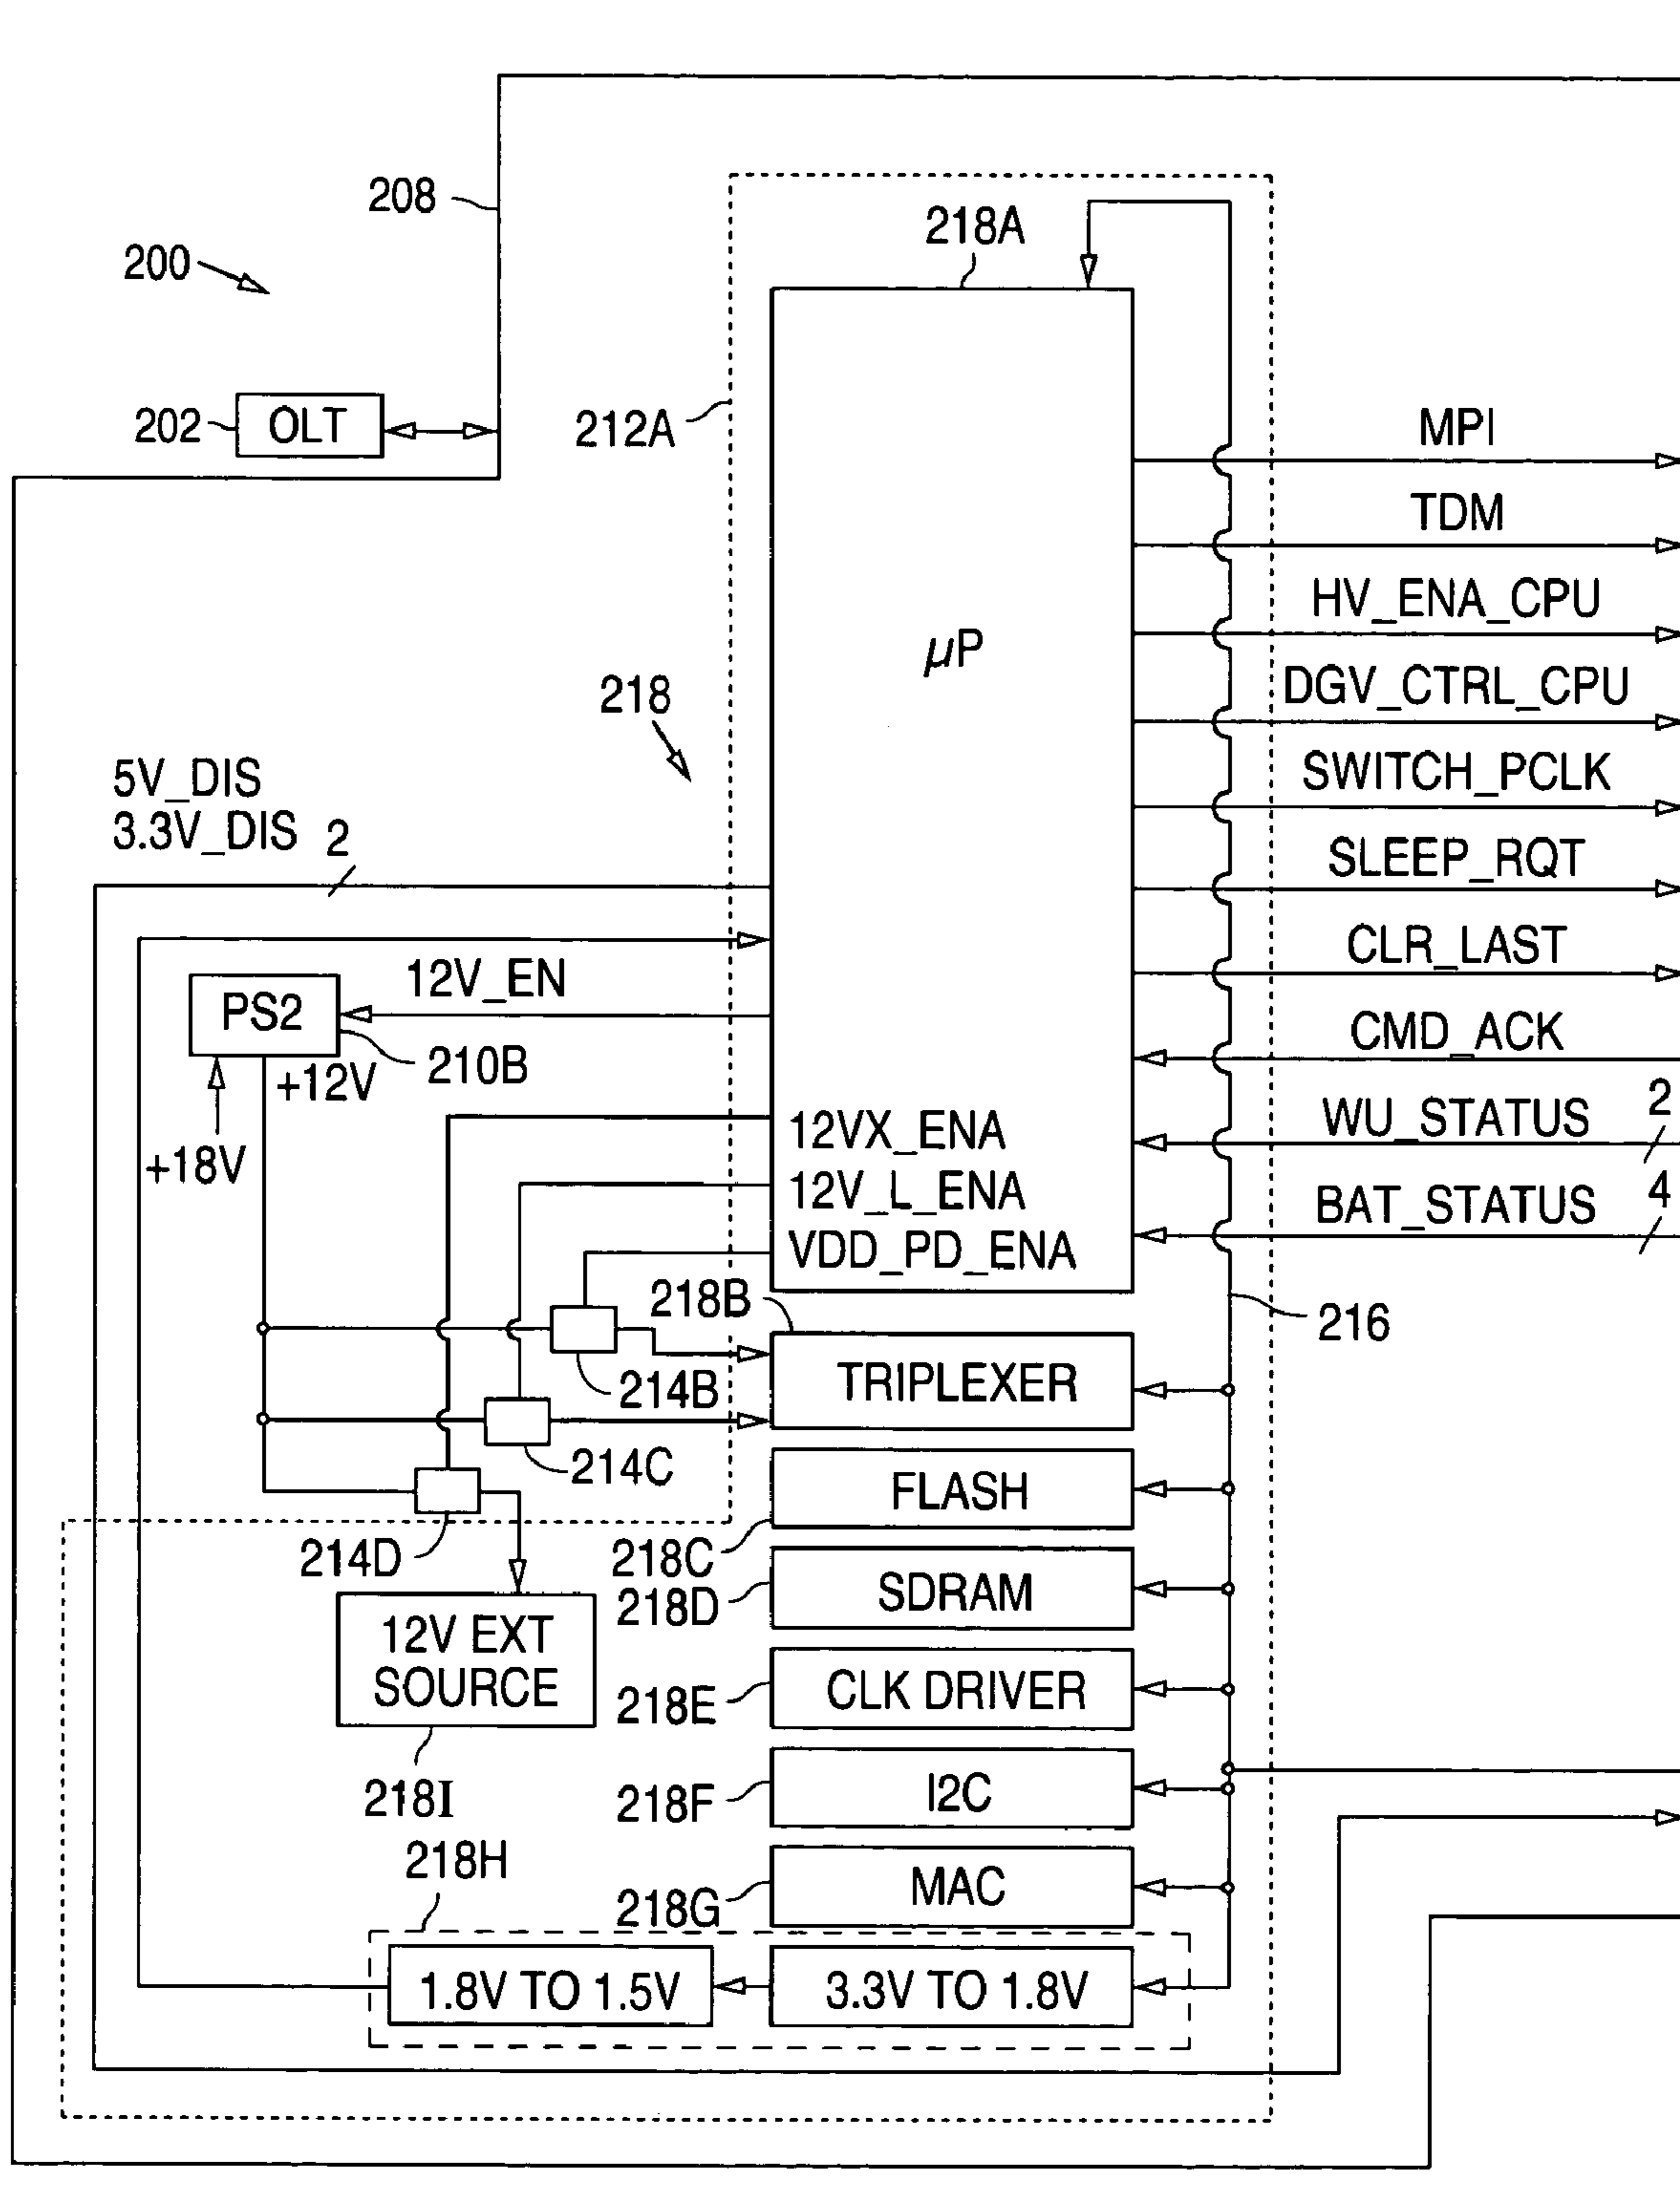 208
218A
200
202
OLT
212A
MPI
TDM
HV_ENA_CPU
µP
218
DGV_CTRL_CPU
5V_DIS
3.3V_DIS
2
SWITCH_PCLK
SLEEP_RQT
CLR_LAST
12V_EN
PS2
210B
+12V
+18V
CMD_ACK
12VX_ENA
WU_STATUS
2
12V_L_ENA
BAT_STATUS
4
VDD_PD_ENA
218B
216
TRIPLEXER
214B
214C
FLASH
214D
218C
218D
SDRAM
12V EXT
SOURCE
218E
CLK DRIVER
218I
218F
I2C
218H
218G
MAC
1.8V TO 1.5V
3.3V TO 1.8V